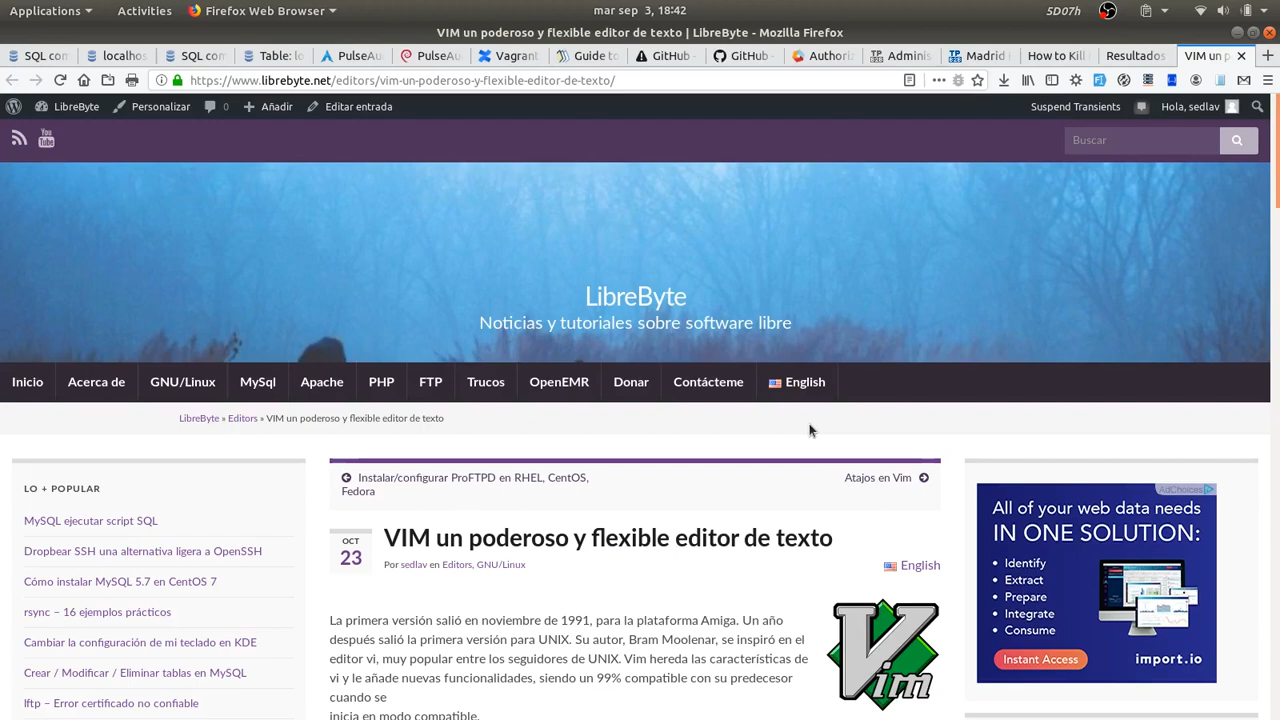 Applications Activities Firefox Web Browser mar sep 3, 18:42 5D07h
VIM un poderoso y flexible editor de texto | LibreByte - Mozilla Firefox
SQL con localhos SQL con Table: lo PulseAu PulseAu Vagrant Guide to GitHub GitHub Authoriz Adminis Madrid How to Kill Resultados VIM un p
https://www.librebyte.net/editors/vim-un-poderoso-y-flexible-editor-de-texto/
LibreByte Personalizar 0 Añadir Editar entrada Suspend Transients Hola, sedlav
You
Tube
Buscar
LibreByte
Noticias y tutoriales sobre software libre
Inicio Acerca de GNU/Linux MySql Apache PHP FTP Trucos OpenEMR Donar Contácteme English
LibreByte » Editors » VIM un poderoso y flexible editor de texto
LO + POPULAR
MySQL ejecutar script SQL
Dropbear SSH una alternativa ligera a OpenSSH
Cómo instalar MySQL 5.7 en CentOS 7
rsync – 16 ejemplos prácticos
Cambiar la configuración de mi teclado en KDE
Crear / Modificar / Eliminar tablas en MySQL
lftp – Error certificado no confiable
Instalar/configurar ProFTPD en RHEL, CentOS,
Fedora
Atajos en Vim
OCT
23
VIM un poderoso y flexible editor de texto
Por sedlav en Editors, GNU/Linux
English
La primera versión salió en noviembre de 1991, para la plataforma Amiga. Un año
después salió la primera versión para UNIX. Su autor, Bram Moolenar, se inspiró en el
editor vi, muy popular entre los seguidores de UNIX. Vim hereda las características de
vi y le añade nuevas funcionalidades, siendo un 99% compatible con su predecesor
cuando se
inicia en modo compatible.
Vim
AdChoices
All of your web data needs
IN ONE SOLUTION:
• Identify
• Extract
• Prepare
• Integrate
• Consume
Instant Access
import.io